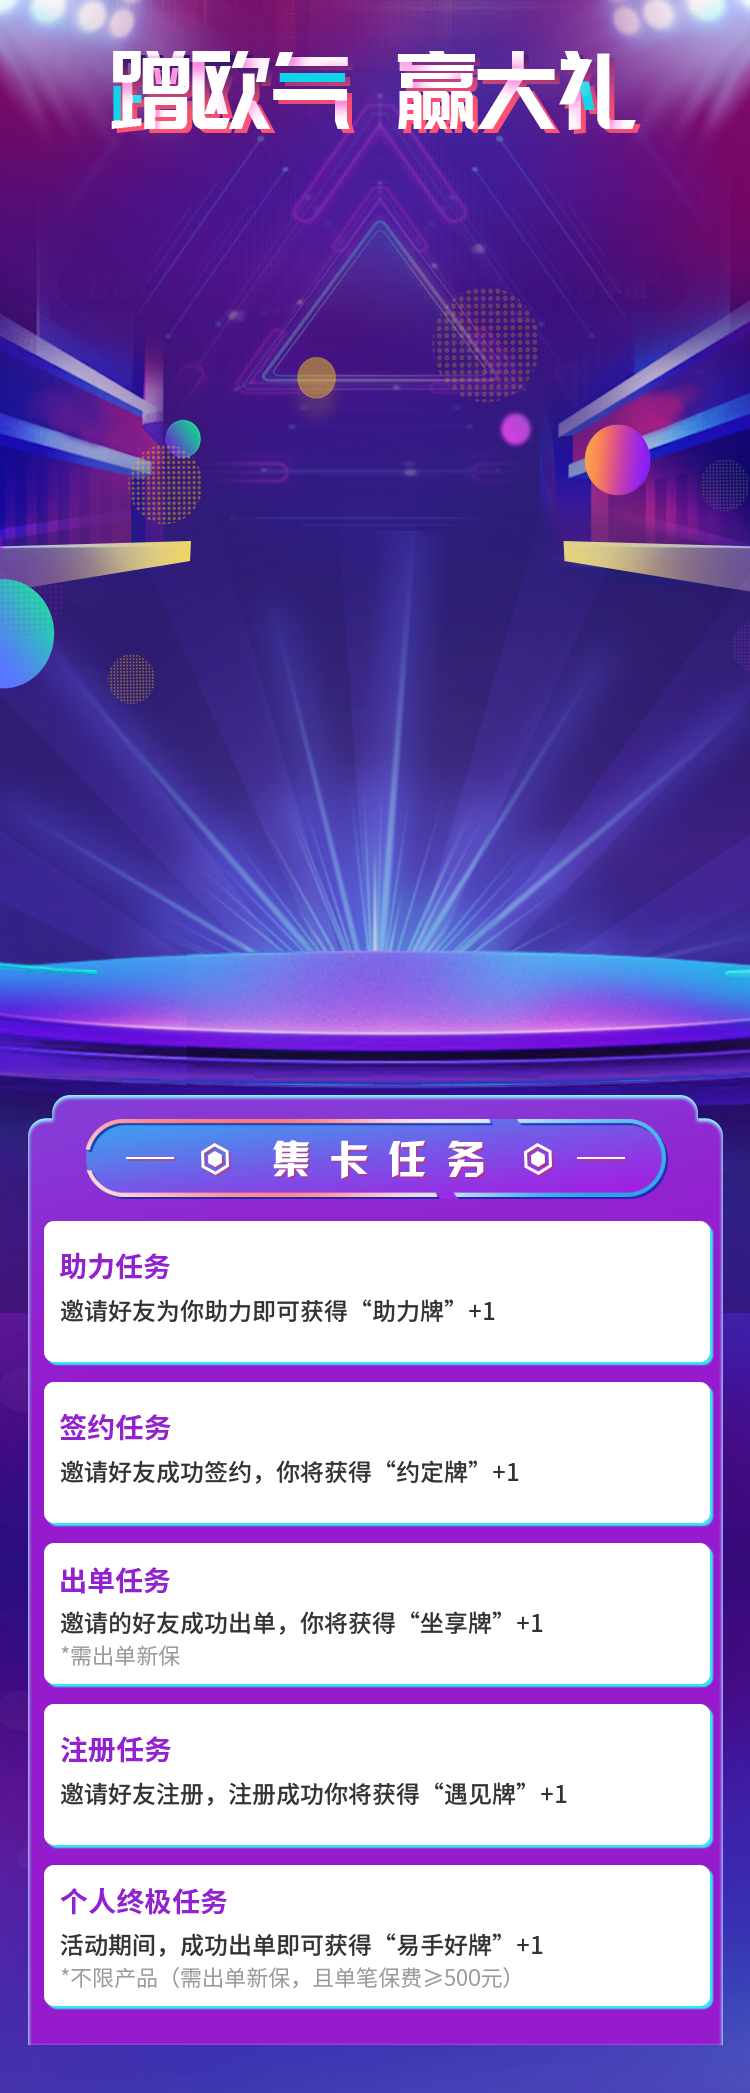 蹭欧气 赢大礼
集卡任务
助力任务
邀请好友为你助力即可获得“助力牌”+1
签约任务
邀请好友成功签约，你将获得“约定牌”+1
出单任务
邀请的好友成功出单，你将获得“坐享牌”+1
*需出单新保
注册任务
邀请好友注册，注册成功你将获得“遇见牌”+1
个人终极任务
活动期间，成功出单即可获得“易手好牌”+1
*不限产品（需出单新保，且单笔保费≥500元）